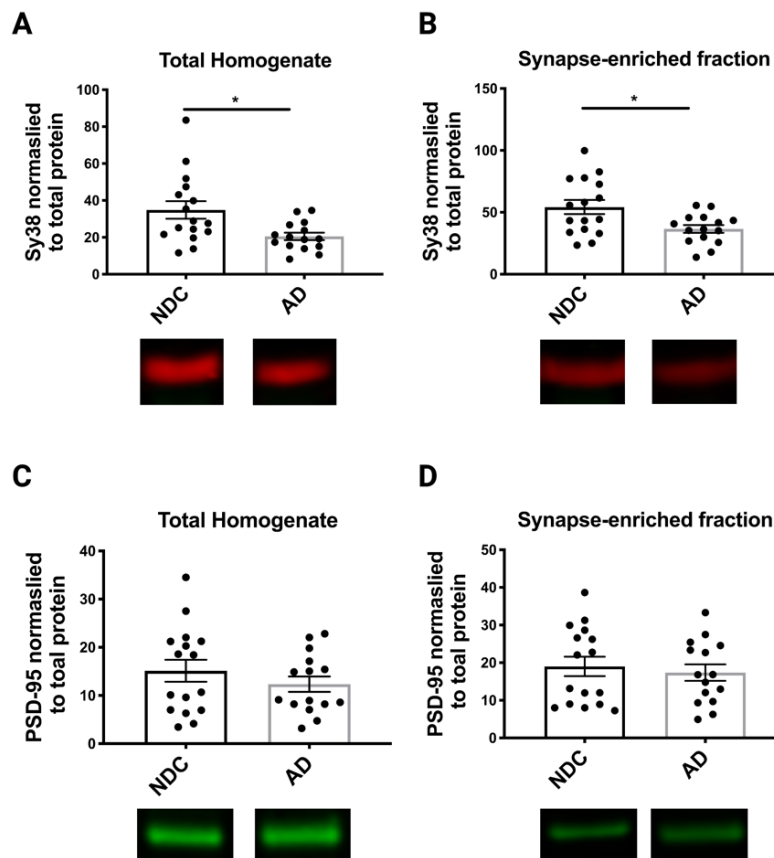 A
Total Homogenate
Sy38 normaslied
to total protein
100
80
60
40
20
0
*
NDC
AD
B
Synapse-enriched fraction
Sy38 normaslied
to total protein
150
100
50
0
*
NDC
AD
C
Total Homogenate
PSD-95 normaslied
to toal protein
40
30
20
10
0
NDC
AD
D
Synapse-enriched fraction
PSD-95 normaslied
to toal protein
50
40
30
20
10
0
NDC
AD